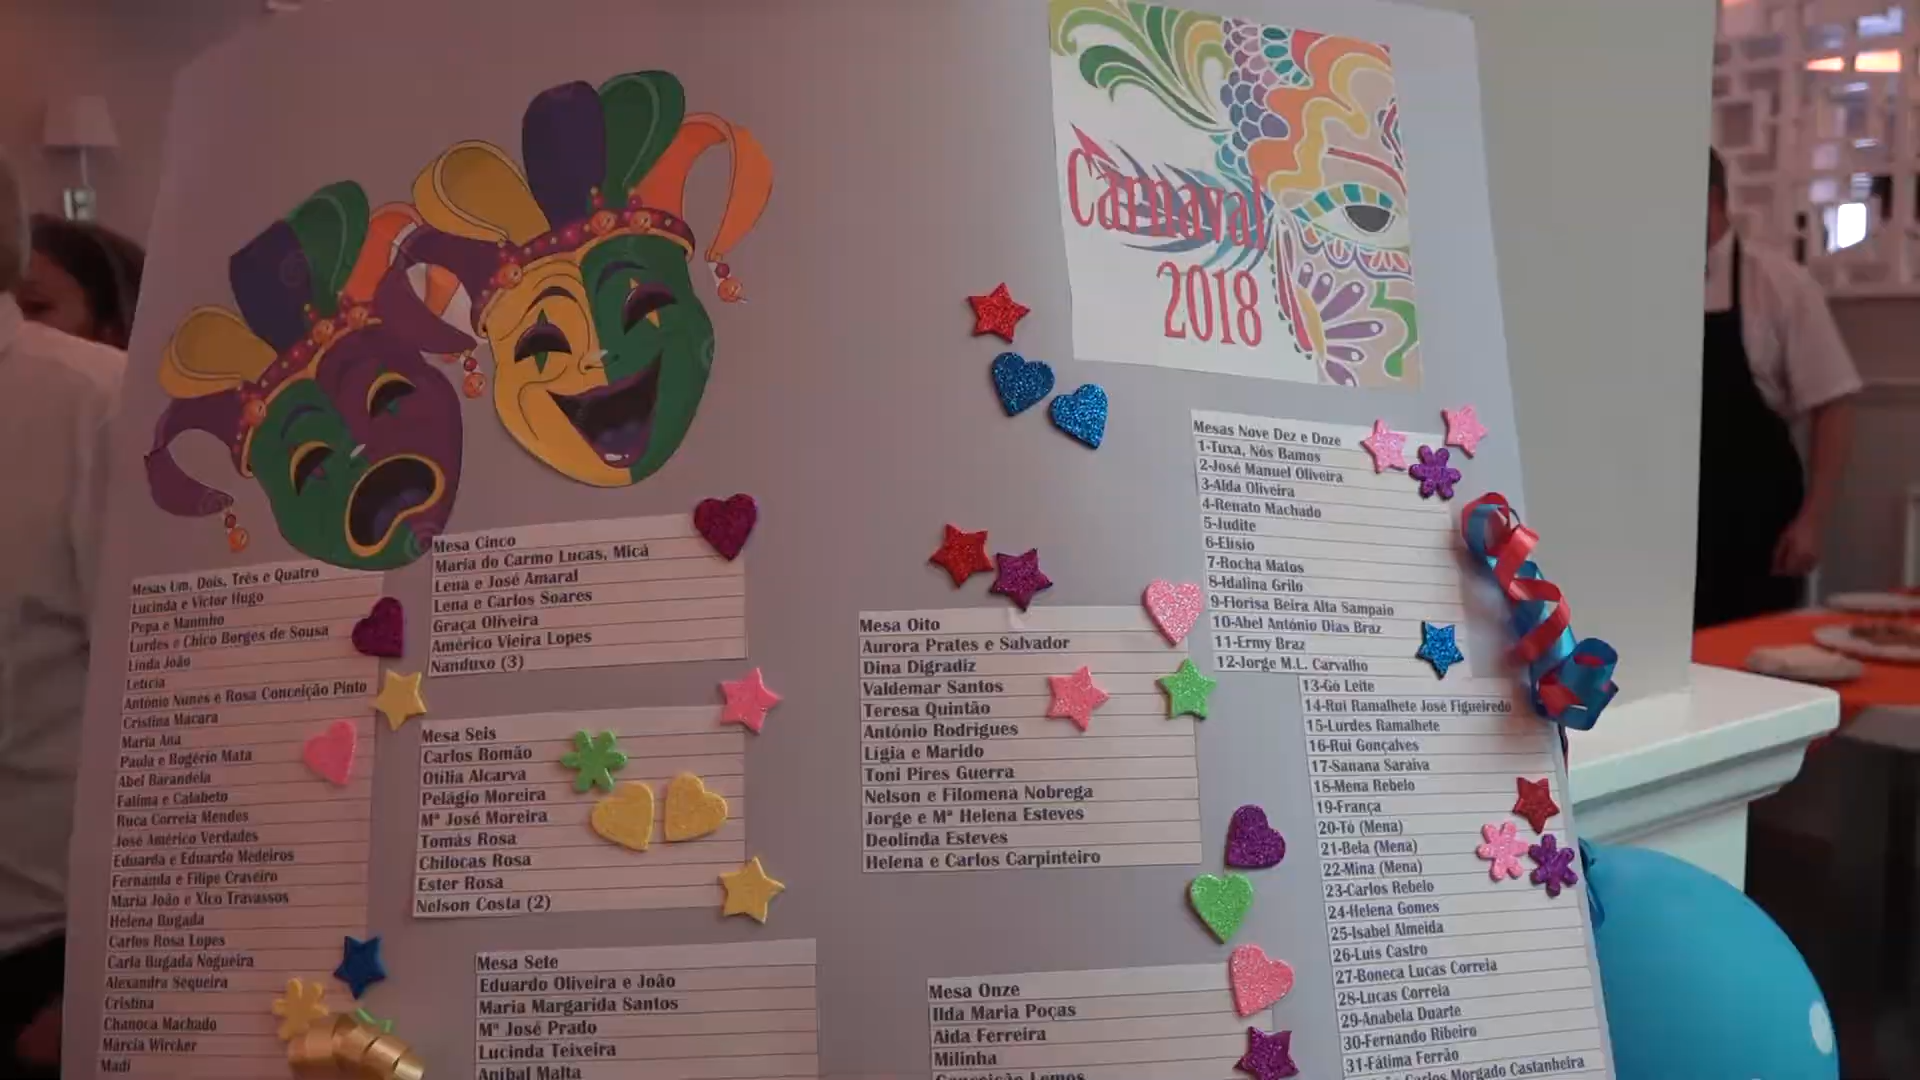 Carnaval
2018
Mesas Um, Dois, Três e Quatro
Lucinda e Victor Hugo
Pepa e Maninho
Lurdes e Chico Borges de Sousa
Linda João
Letícia
António Nunes e Rosa Conceição Pinto
Cristina Macara
Maria Ana
Paula e Rogério Mata
Abel Barandela
Fatima e Calabeto
Ruca Correia Mendes
José Américo Verdades
Eduarda e Eduardo Medeiros
Fernanda e Filipe Craveiro
Maria João e Xico Travassos
Helena Bugada
Carlos Rosa Lopes
Carla Bugada Nogueira
Alexandra Sequeira
Cristina
Chanoca Machado
Márcia Wircker
Madi
Mesa Cinco
Maria do Carmo Lucas, Micá
Lena e José Amaral
Lena e Carlos Soares
Graça Oliveira
Américo Vieira Lopes
Nanduxo (3)
Mesa Seis
Carlos Romão
Otília Alcarva
Pelágio Moreira
Mª José Moreira
Tomás Rosa
Chilocas Rosa
Ester Rosa
Nelson Costa (2)
Mesa Sete
Eduardo Oliveira e João
Maria Margarida Santos
Mª José Prado
Lucinda Teixeira
Aníbal Malta
Mesa Oito
Aurora Prates e Salvador
Dina Digradiz
Valdemar Santos
Teresa Quintão
António Rodrigues
Ligia e Marido
Toni Pires Guerra
Nelson e Filomena Nobrega
Jorge e Mª Helena Esteves
Deolinda Esteves
Helena e Carlos Carpinteiro
Mesa Onze
Ilda Maria Poças
Aida Ferreira
Milinha
Conceição Lemos
Mesas Nove Dez e Doze
1-Tuxa, Nós Bamos
2-José Manuel Oliveira
3-Alda Oliveira
4-Renato Machado
5-Judite
6-Elísio
7-Rocha Matos
8-Idalina Grilo
9-Florisa Beira Alta Sampaio
10-Abel António Dias Braz
11-Ermy Braz
12-Jorge M.L. Carvalho
13-Gó Leite
14-Rui Ramalhete José Figueiredo
15-Lurdes Ramalhete
16-Rui Gonçalves
17-Sanana Saraiva
18-Mena Rebelo
19-França
20-Tó (Mena)
21-Bela (Mena)
22-Mina (Mena)
23-Carlos Rebelo
24-Helena Gomes
25-Isabel Almeida
26-Luís Castro
27-Boneca Lucas Correia
28-Lucas Correia
29-Anabela Duarte
30-Fernando Ribeiro
31-Fátima Ferrão
Carlos Morgado Castanheira